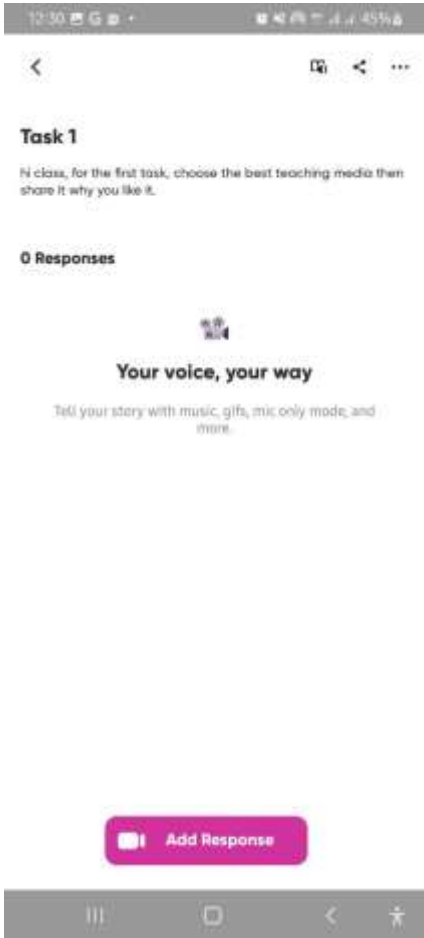 12:30 G
45%
Task 1
hi class, for the first task, choose the best teaching media then
share it why you like it.
0 Responses
Your voice, your way
Tell your story with music, gifs, mic only mode, and
more.
Add Response